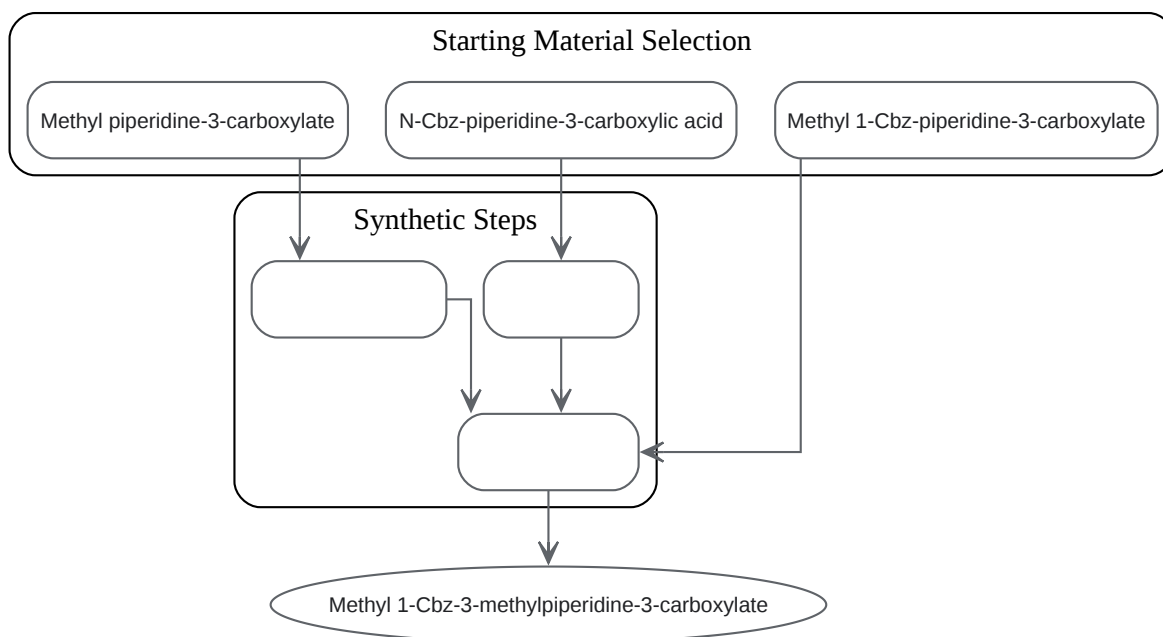 Starting Material Selection
Methyl piperidine-3-carboxylate
N-Cbz-piperidine-3-carboxylic acid
Methyl 1-Cbz-piperidine-3-carboxylate
Synthetic Steps
Methyl 1-Cbz-3-methylpiperidine-3-carboxylate